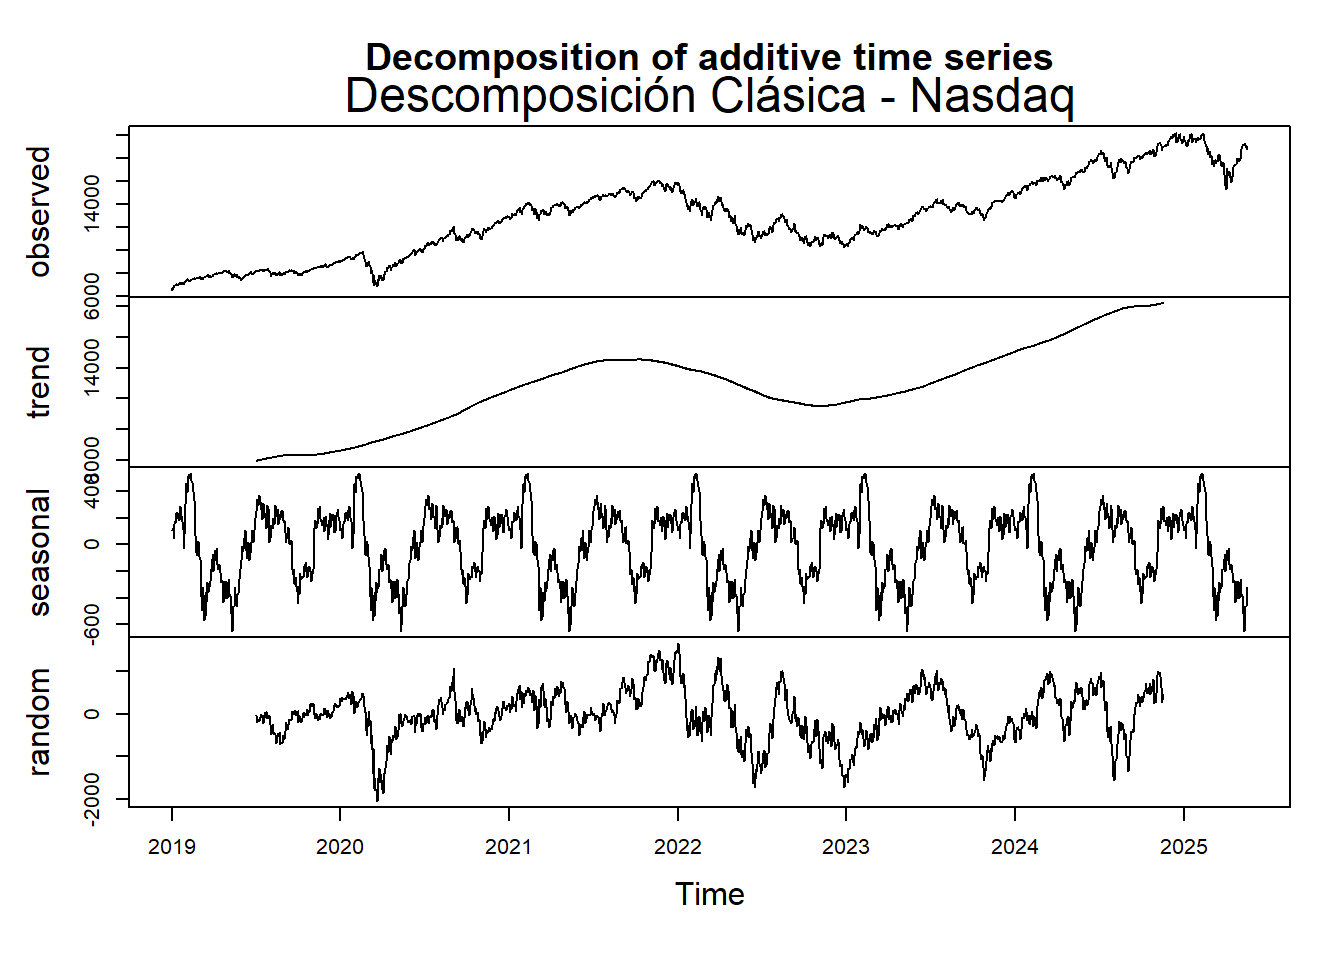 Decomposition of additive time series
Descomposición Clásica - Nasdaq
observed
14000
6000
trend
14000
8000
seasonal
400
0
-600
random
0
-2000
2019 2020 2021 2022 2023 2024 2025
Time